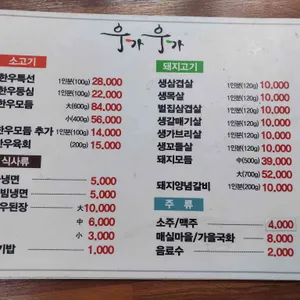 우가우가
소고기
한우특선 1인분(100g) 28,000
한우등심 1인분(100g) 22,000
한우모듬 大(600g) 84,000
小(400g) 56,000
한우모듬 추가 1인분(100g) 14,000
한우육회 (200g) 15,000
식사류
냉면 5,000
빔냉면 5,000
우된장 大 10,000
中 6,000
小 3,000
기밥 1,000
돼지고기
생삼겹살 1인분(120g) 10,000
생목살 1인분(120g) 10,000
벌집삼겹살 1인분(120g) 10,000
생갈매기살 1인분(120g) 10,000
생가브리살 1인분(120g) 10,000
생꼬들살 1인분(120g) 10,000
돼지모듬 中(500g) 39,000
大(700g) 52,000
돼지양념갈비 1인분(200g) 10,000
주 류
소주/맥주 4,000
매실마을/가을국화 8,000
음료수 2,000